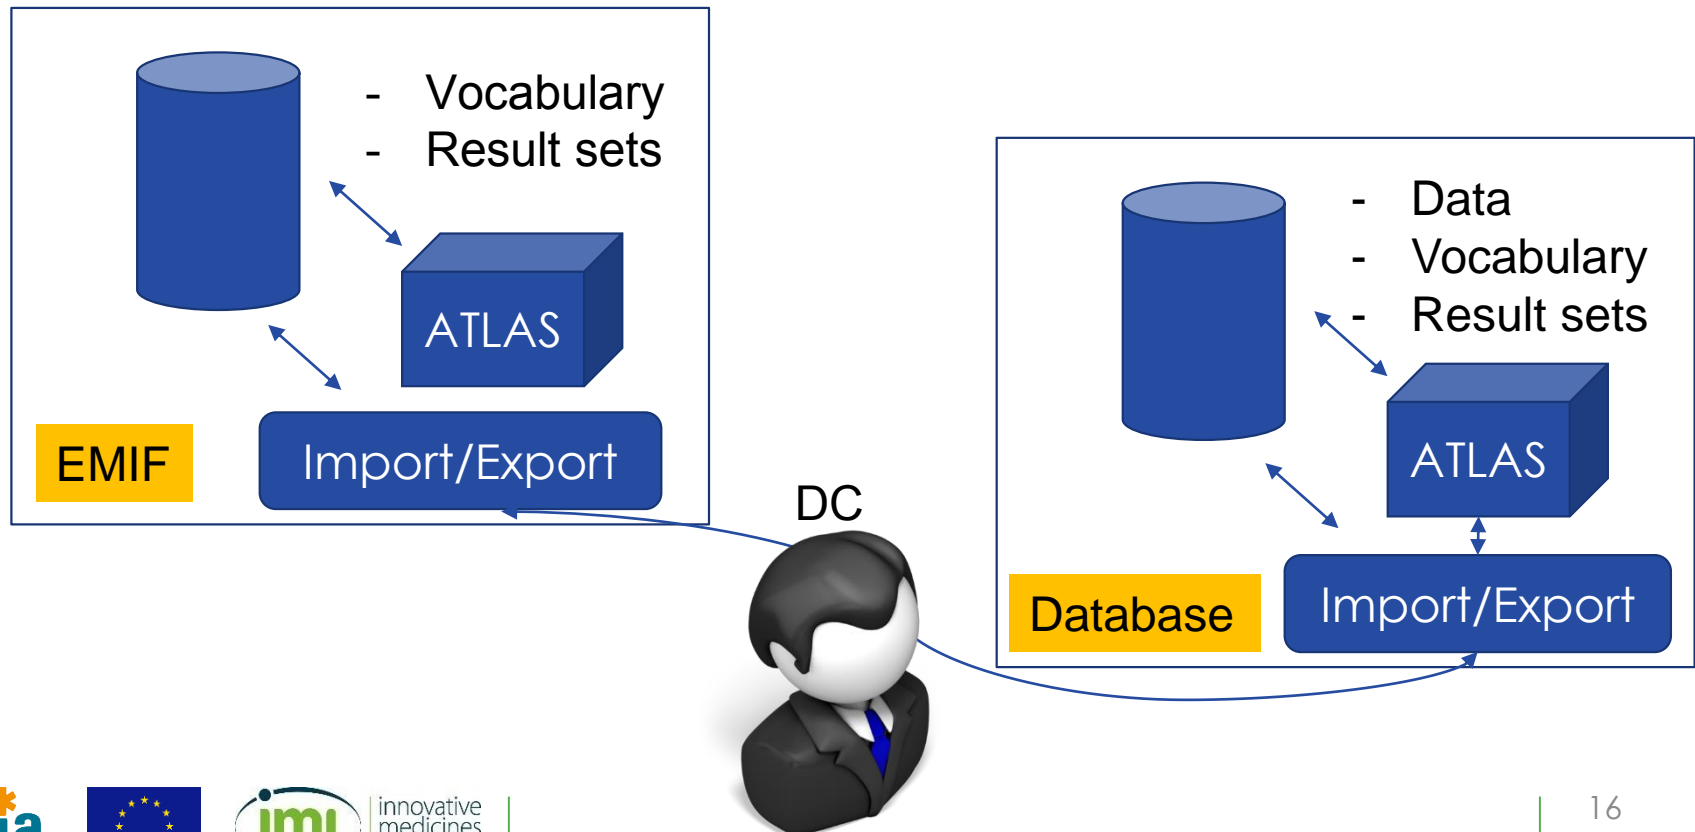 - Vocabulary
- Result sets
ATLAS
EMIF
Import/Export
DC
- Data
- Vocabulary
- Result sets
ATLAS
Database
Import/Export
imi
innovative
medicines
16